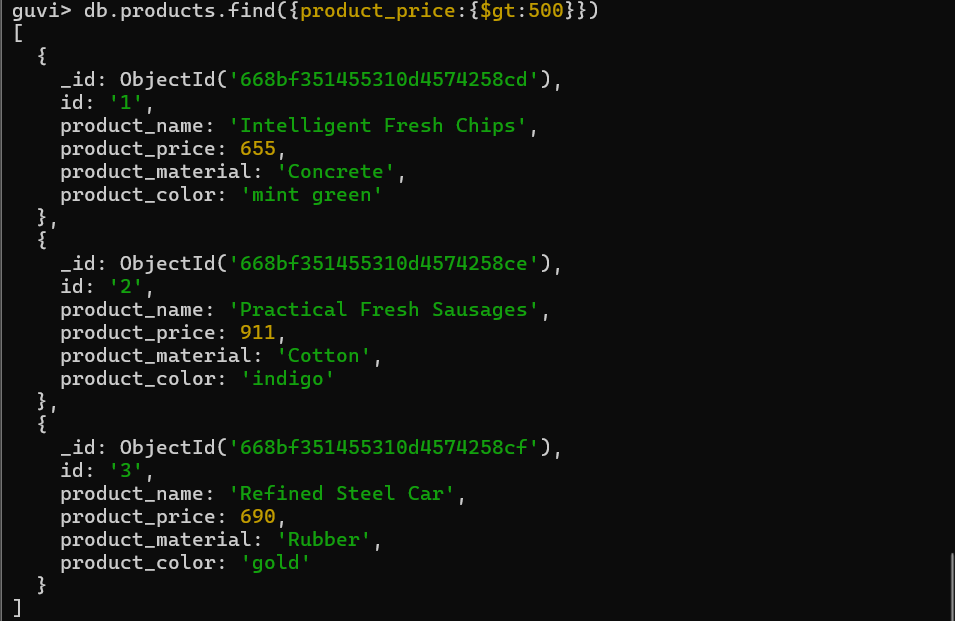 guvi> db.products.find({product_price:{$gt:500}})
[
  {
    _id: ObjectId('668bf351455310d4574258cd'),
    id: '1',
    product_name: 'Intelligent Fresh Chips',
    product_price: 655,
    product_material: 'Concrete',
    product_color: 'mint green'
  },
  {
    _id: ObjectId('668bf351455310d4574258ce'),
    id: '2',
    product_name: 'Practical Fresh Sausages',
    product_price: 911,
    product_material: 'Cotton',
    product_color: 'indigo'
  },
  {
    _id: ObjectId('668bf351455310d4574258cf'),
    id: '3',
    product_name: 'Refined Steel Car',
    product_price: 690,
    product_material: 'Rubber',
    product_color: 'gold'
  }
]